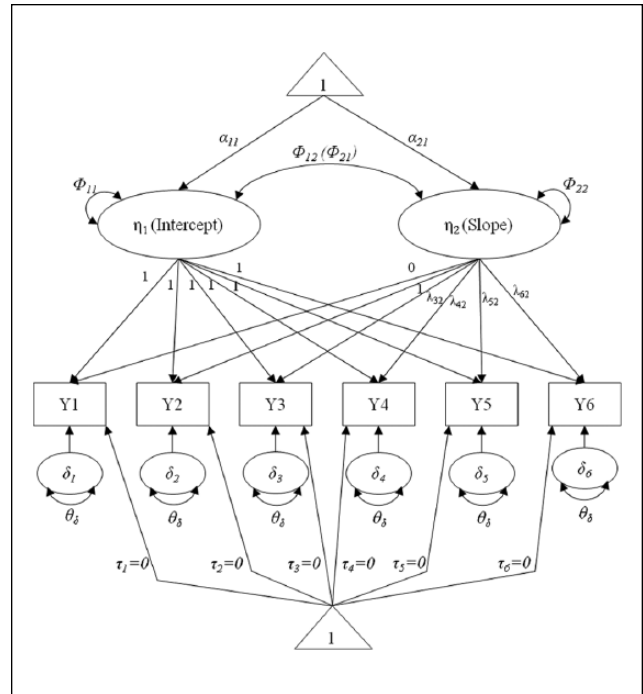 1
α₁₁ α₂₁
Φ₁₂ (Φ₂₁)
Φ₁₁ Φ₂₂
η₁ (Intercept) η₂ (Slope)
1 1 1 1 1 1 0 1 λ₃₂ λ₄₂ λ₅₂ λ₆₂
Y1 Y2 Y3 Y4 Y5 Y6
δ₁ δ₂ δ₃ δ₄ δ₅ δ₆
θδ θδ θδ θδ θδ θδ
τ₁=0 τ₂=0 τ₃=0 τ₄=0 τ₅=0 τ₆=0
1